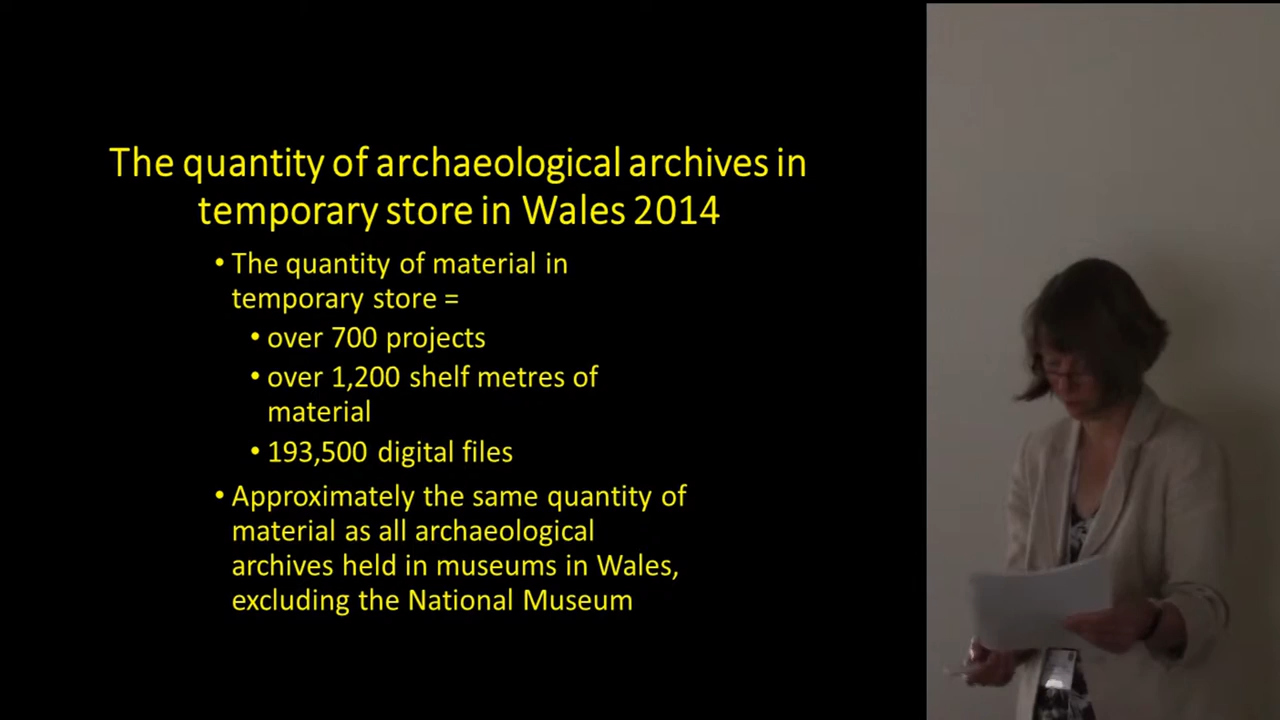 The quantity of archaeological archives in
temporary store in Wales 2014
• The quantity of material in
temporary store =
• over 700 projects
• over 1,200 shelf metres of
material
• 193,500 digital files
• Approximately the same quantity of
material as all archaeological
archives held in museums in Wales,
excluding the National Museum